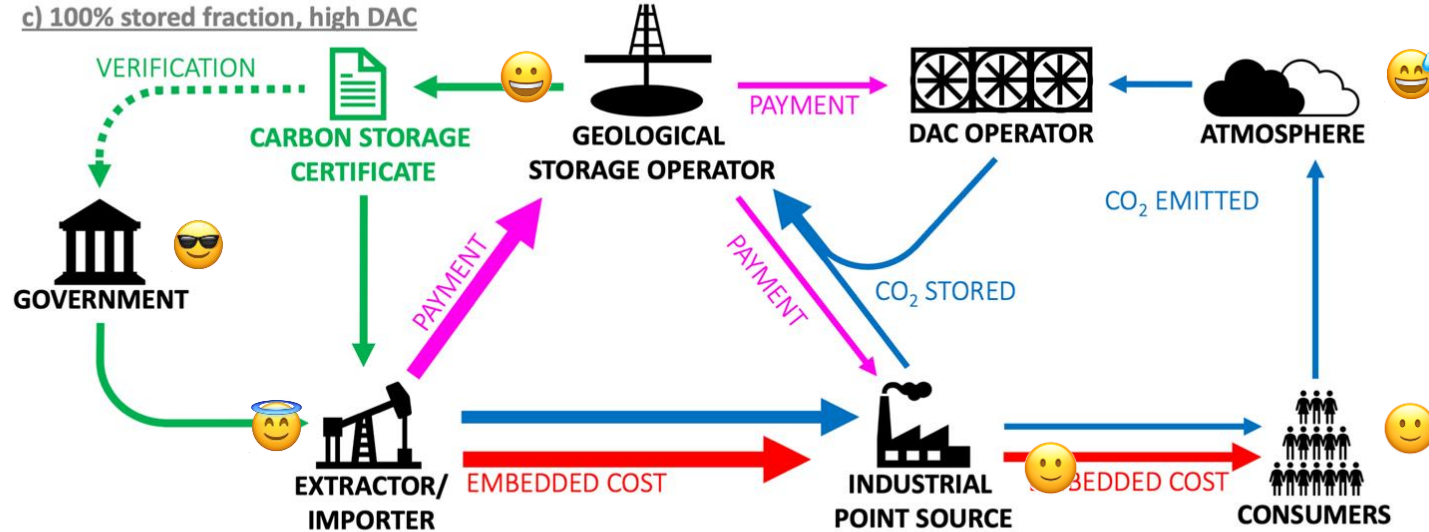 c) 100% stored fraction, high DAC
VERIFICATION
CARBON STORAGE
CERTIFICATE
GEOLOGICAL
STORAGE OPERATOR
PAYMENT
DAC OPERATOR
ATMOSPHERE
CO₂ EMITTED
GOVERNMENT
PAYMENT
PAYMENT
CO₂ STORED
EXTRACTOR/
IMPORTER
EMBEDDED COST
INDUSTRIAL
POINT SOURCE
COST
CONSUMERS